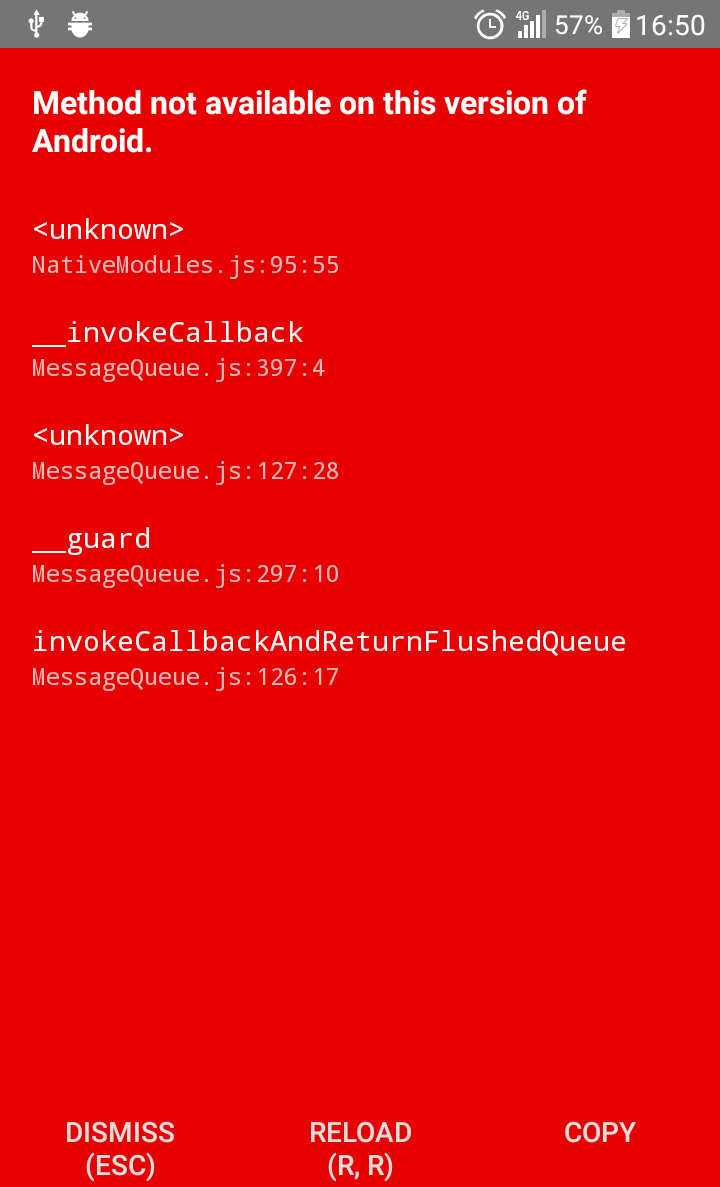 4G 57% 16:50
Method not available on this version of
Android.
<unknown>
NativeModules.js:95:55
__invokeCallback
MessageQueue.js:397:4
<unknown>
MessageQueue.js:127:28
__guard
MessageQueue.js:297:10
invokeCallbackAndReturnFlushedQueue
MessageQueue.js:126:17
DISMISS RELOAD COPY
(ESC) (R, R)